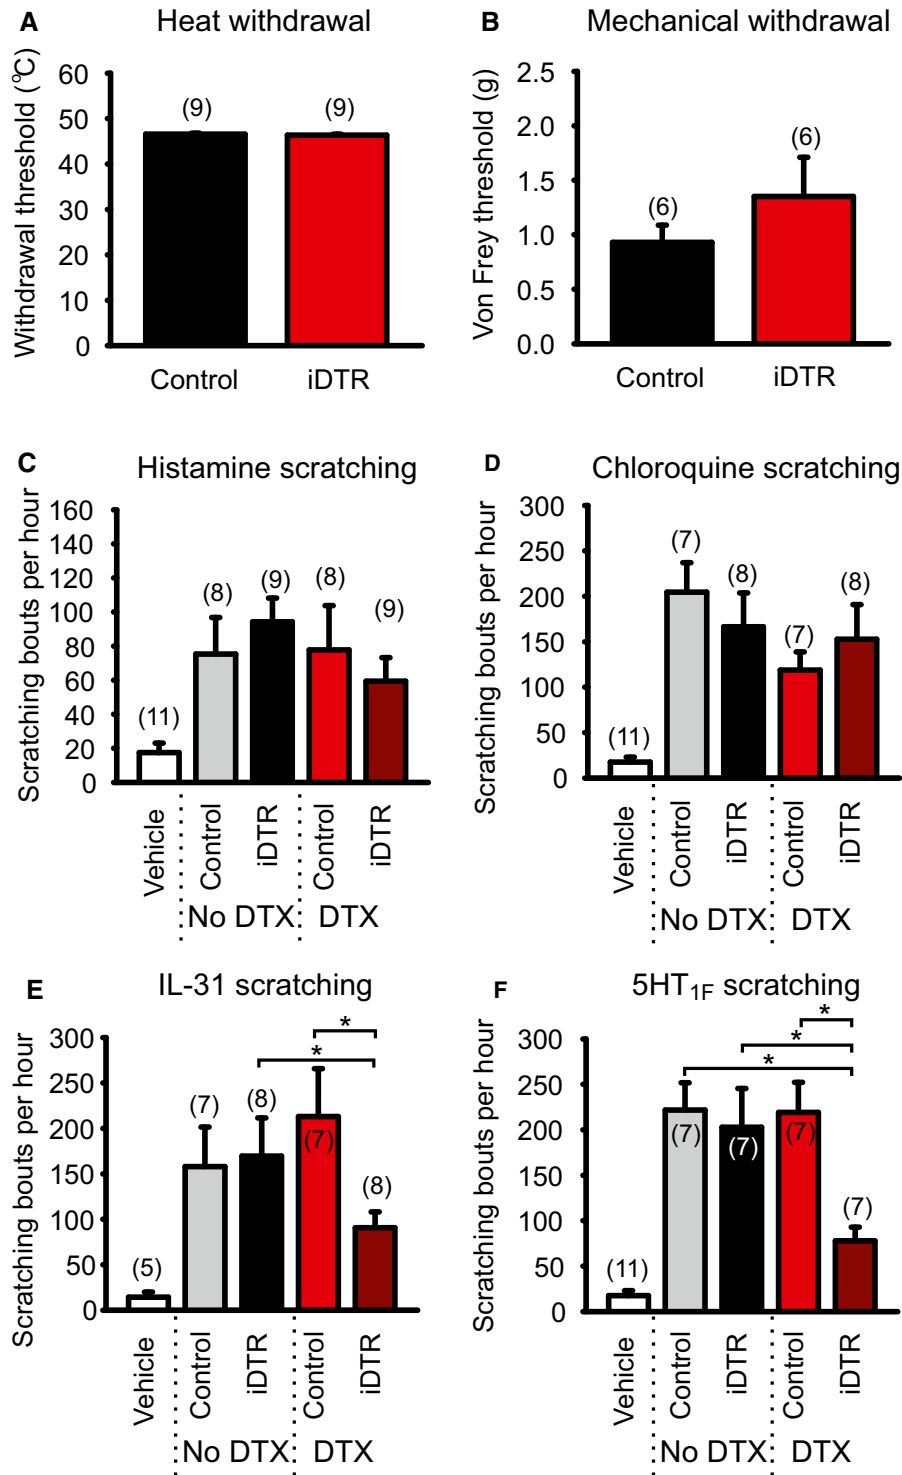 A Heat withdrawal
Withdrawal threshold (°C)
60
50
40
30
20
10
0
(9) (9)
Control iDTR
B Mechanical withdrawal
Von Frey threshold (g)
2.5
2.0
1.5
1.0
0.5
0.0
(6) (6)
Control iDTR
C Histamine scratching
Scratching bouts per hour
160
140
120
100
80
60
40
20
0
(11) (8) (9) (8) (9)
Vehicle Control iDTR Control iDTR
No DTX DTX
D Chloroquine scratching
Scratching bouts per hour
300
250
200
150
100
50
0
(11) (7) (8) (7) (8)
Vehicle Control iDTR Control iDTR
No DTX DTX
E IL-31 scratching
Scratching bouts per hour
300
250
200
150
100
50
0
*
*
(5) (7) (8) (7) (8)
Vehicle Control iDTR Control iDTR
No DTX DTX
F 5HT1F scratching
Scratching bouts per hour
300
250
200
150
100
50
0
*
*
*
(11) (7) (7) (7) (7)
Vehicle Control iDTR Control iDTR
No DTX DTX